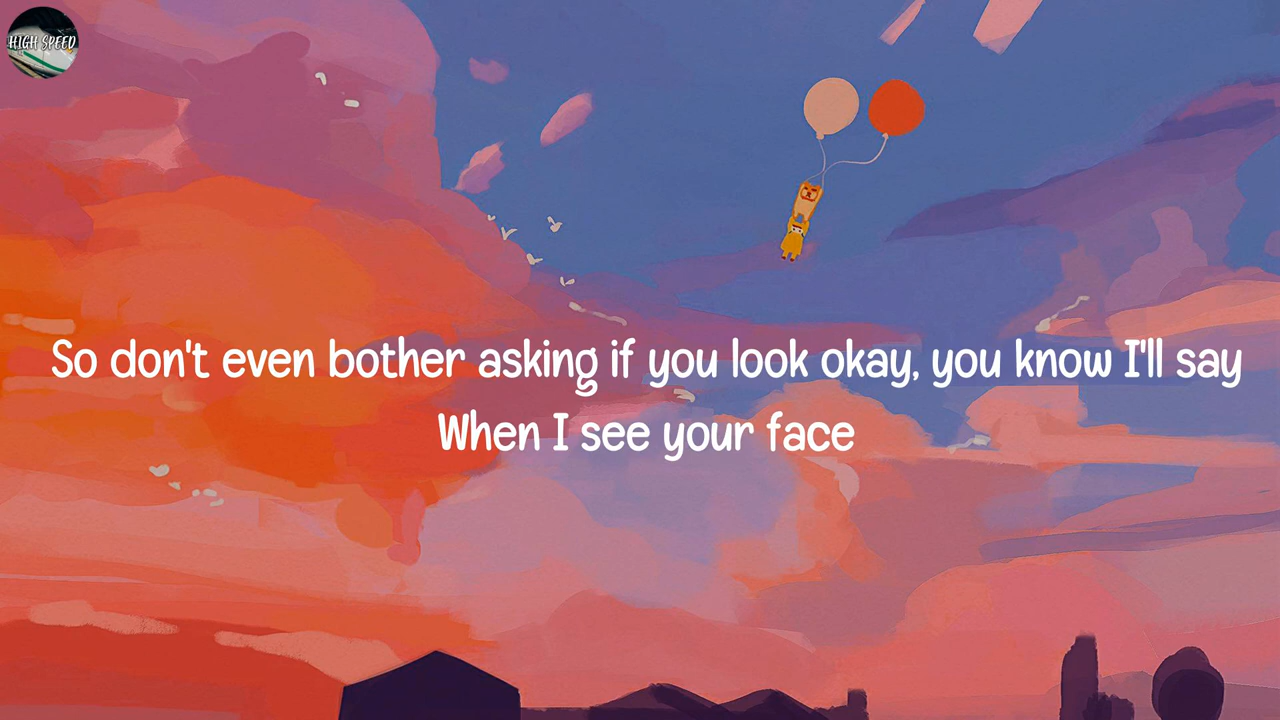 HIGH SPEED
So don't even bother asking if you look okay, you know I'll say
When I see your face